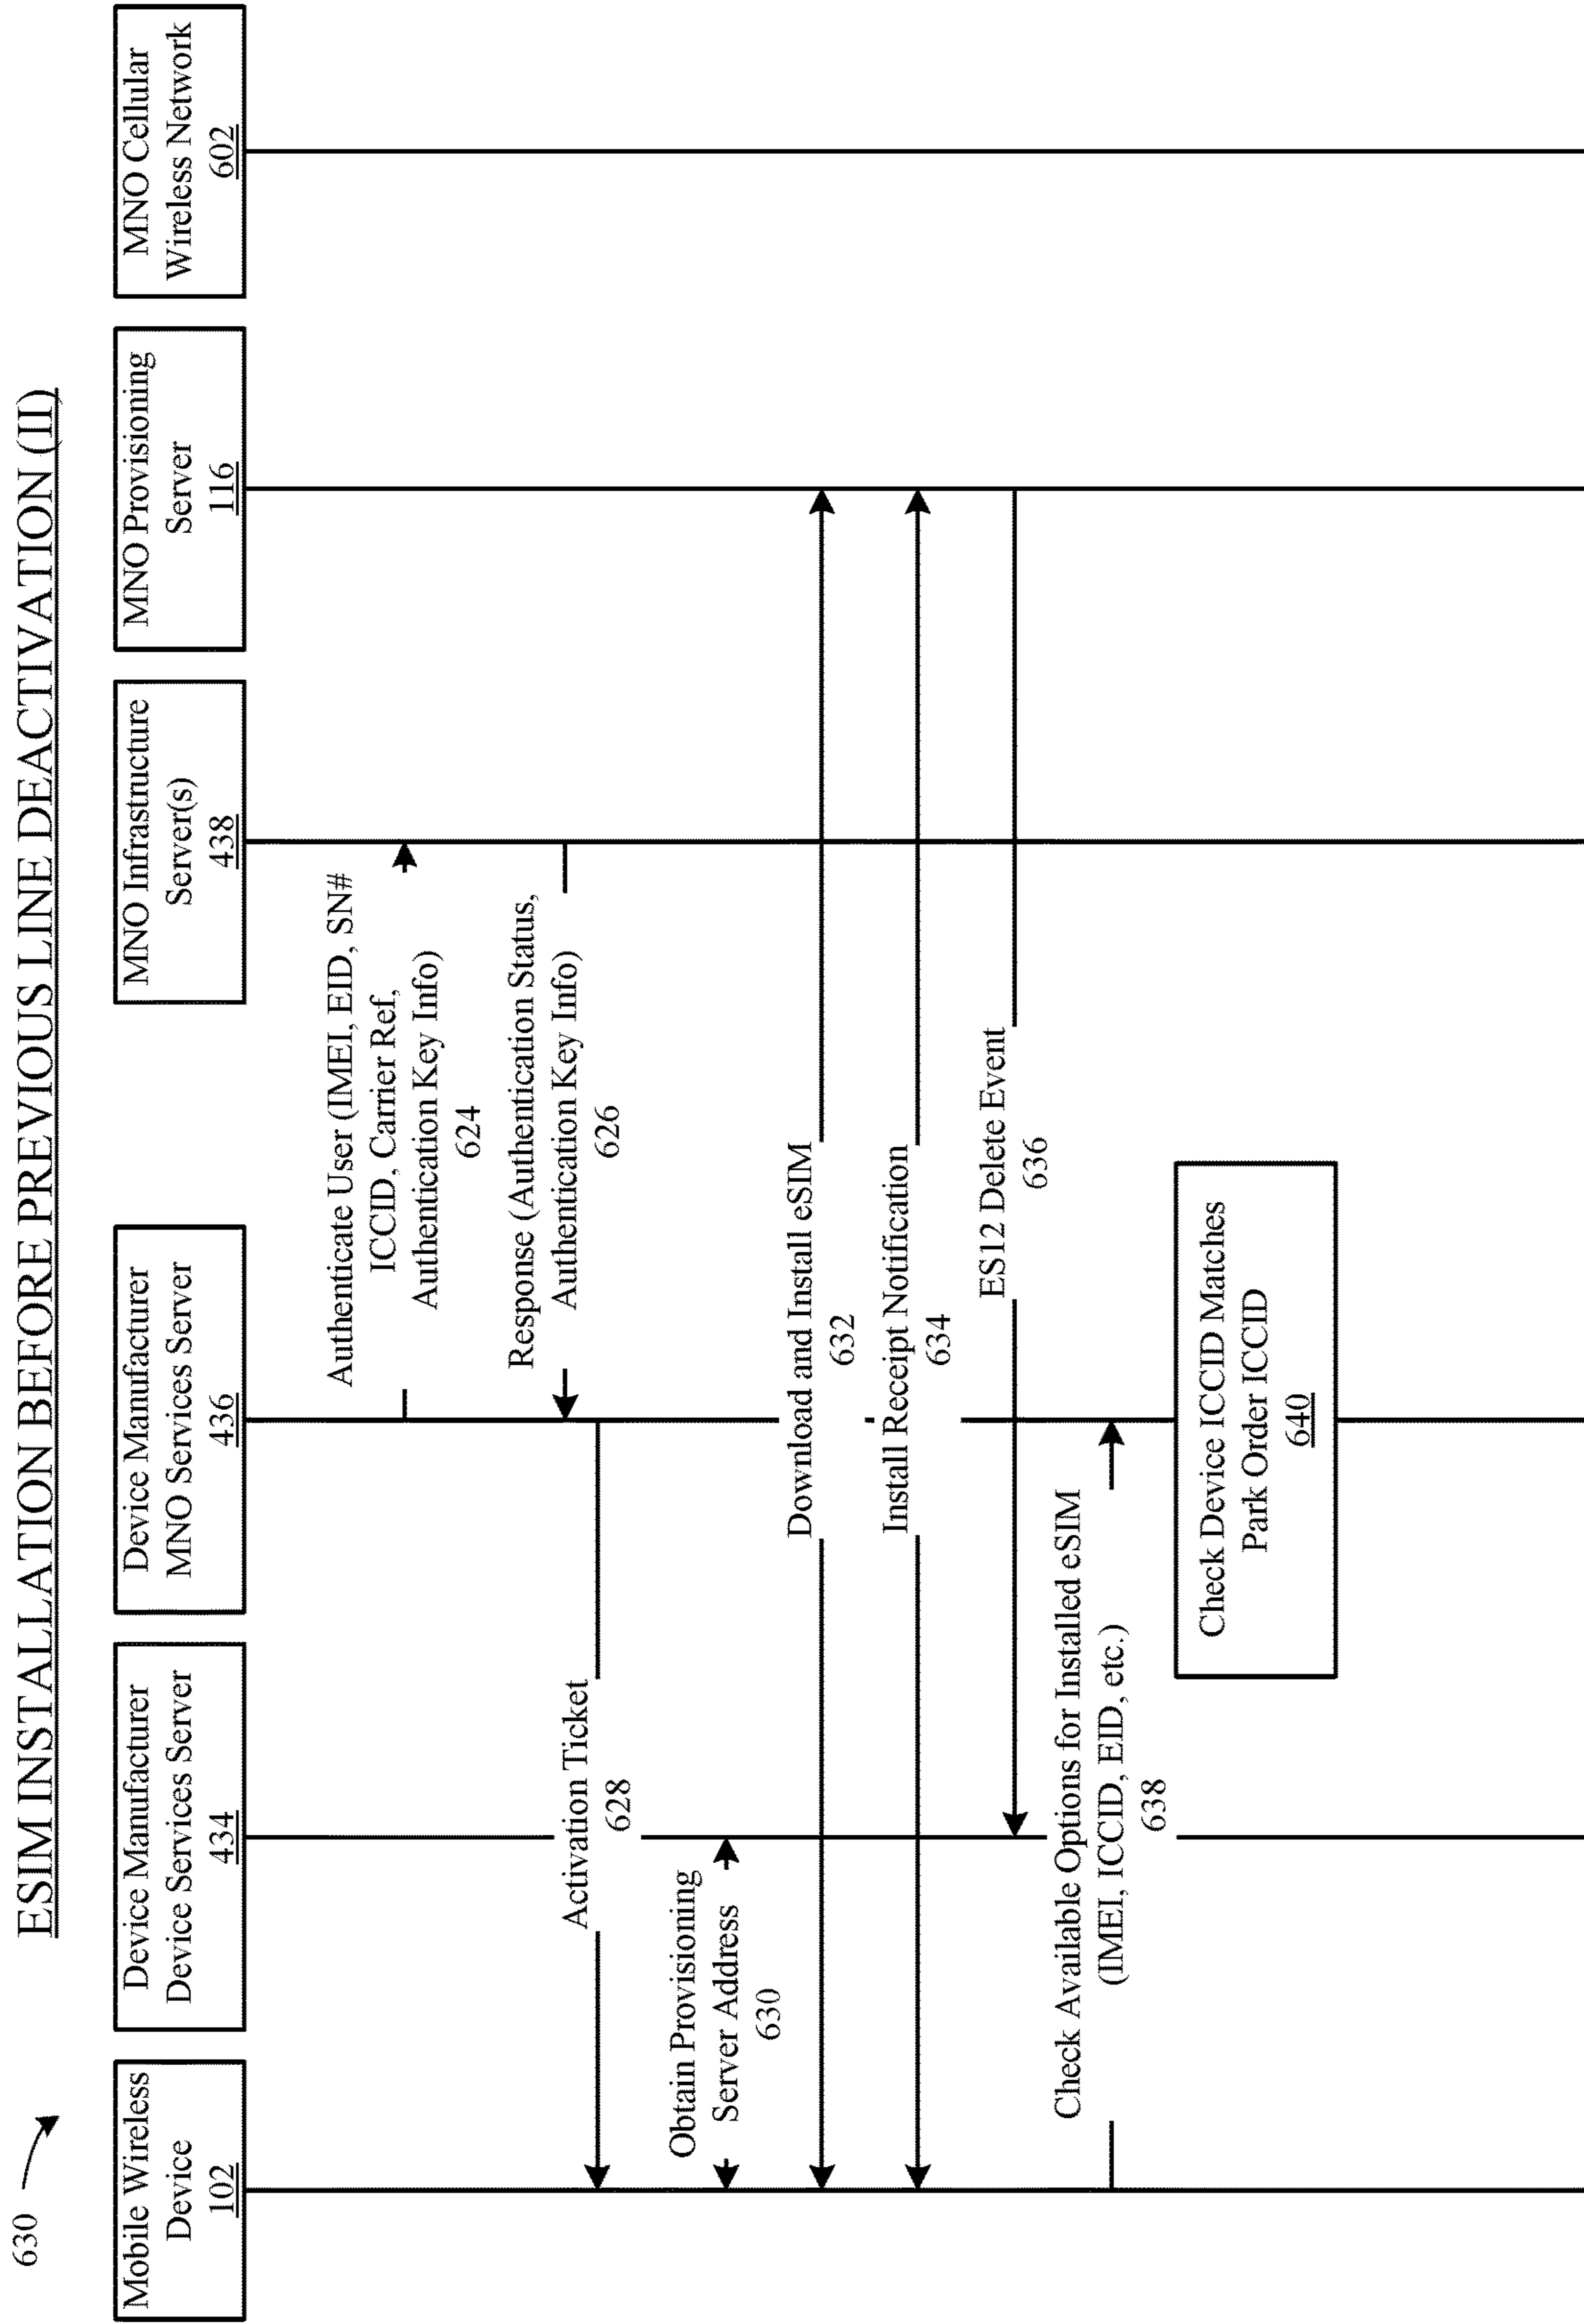 630
ESIM INSTALLATION BEFORE PREVIOUS LINE DEACTIVATION (II)
Mobile Wireless
Device
102
Device Manufacturer
Device Services Server
434
Device Manufacturer
MNO Services Server
436
MNO Infrastructure
Server(s)
438
MNO Provisioning
Server
116
MNO Cellular
Wireless Network
602
Authenticate User (IMEI, EID, SN#
ICCID, Carrier Ref,
Authentication Key Info)
624
Response (Authentication Status,
Authentication Key Info)
626
Activation Ticket
628
Obtain Provisioning
Server Address
630
Download and Install eSIM
632
Install Receipt Notification
634
ES12 Delete Event
636
Check Available Options for Installed eSIM
(IMEI, ICCID, EID, etc.)
638
Check Device ICCID Matches
Park Order ICCID
640